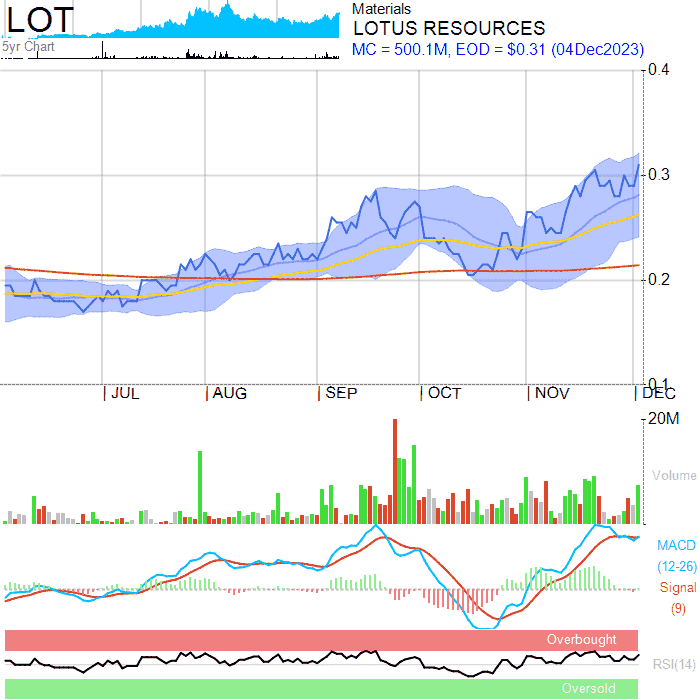 LOT
5yr Chart
Materials
LOTUS RESOURCES
MC = 500.1M, EOD = $0.31 (04Dec2023)
0.4
0.3
0.2
0.1
JUL AUG SEP OCT NOV DEC
20M
Volume
MACD
(12-26)
Signal
(9)
Overbought
RSI(14)
Oversold